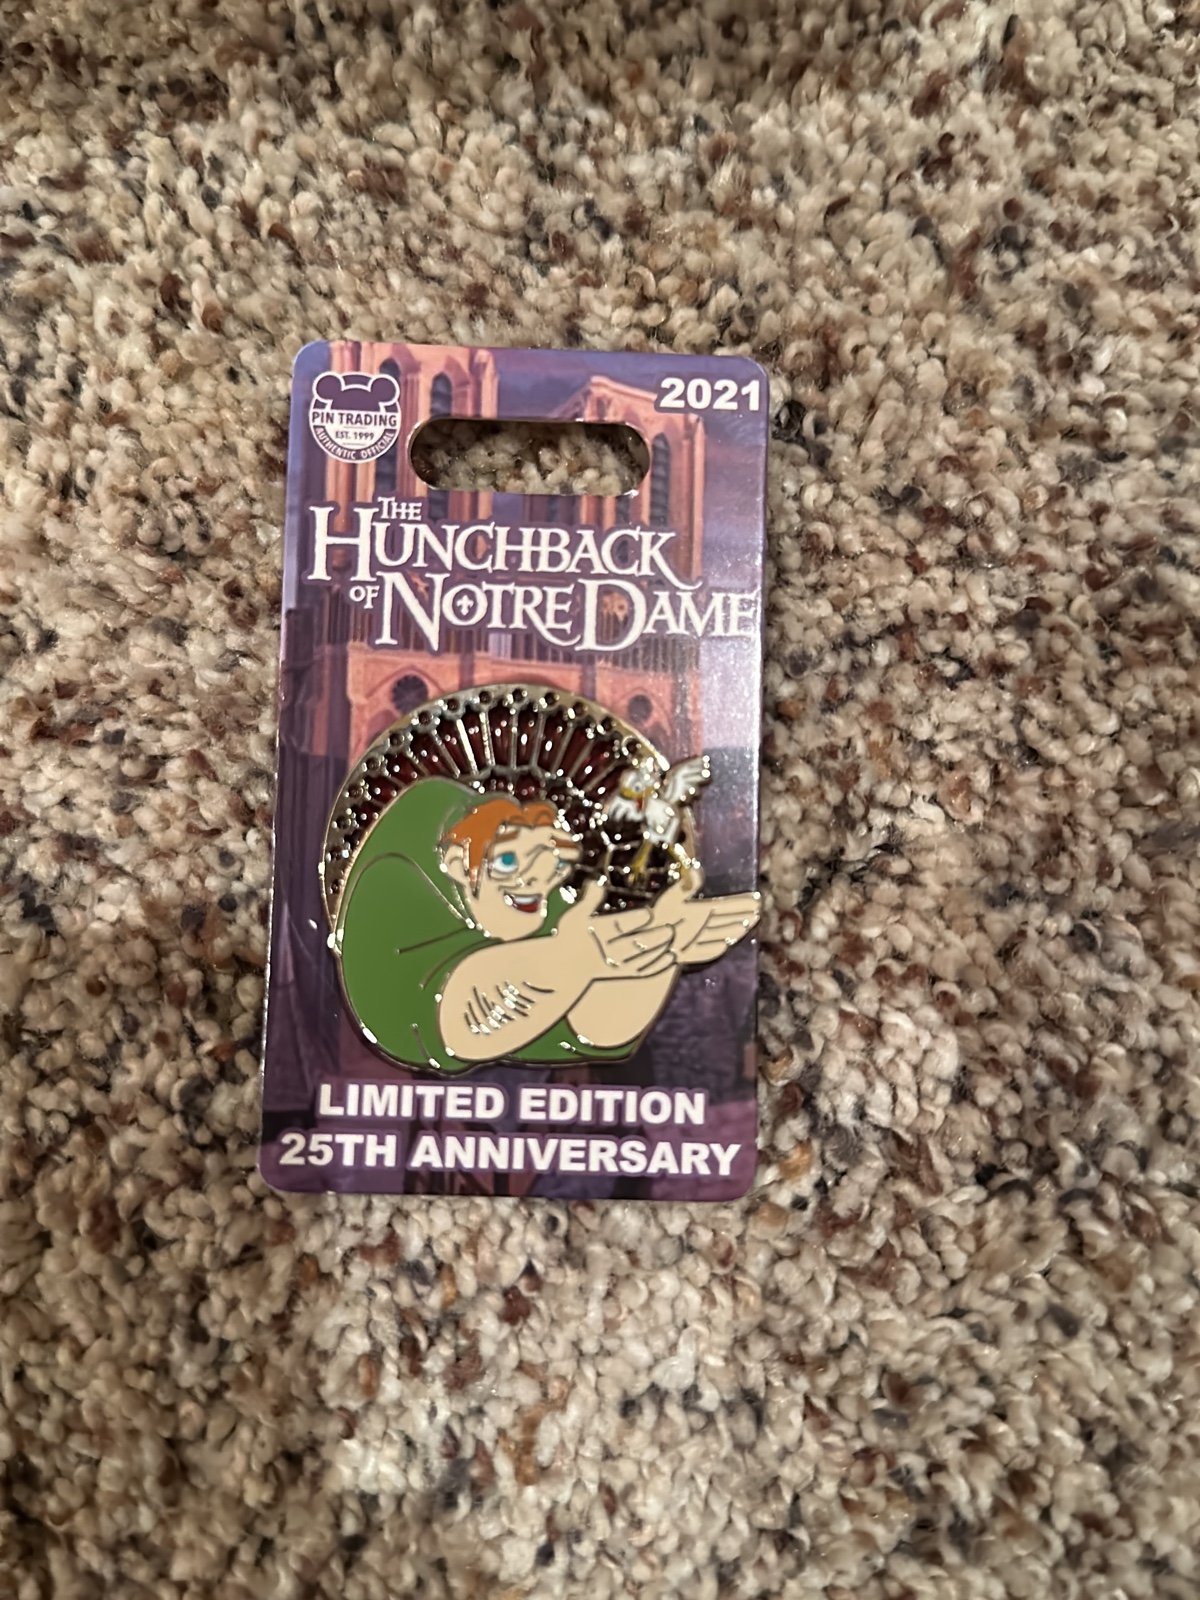 2021
PIN TRADING
EST. 1999
AUTHENTIC OFFICIAL
THE
HUNCHBACK
OF NOTRE DAME
LIMITED EDITION
25TH ANNIVERSARY